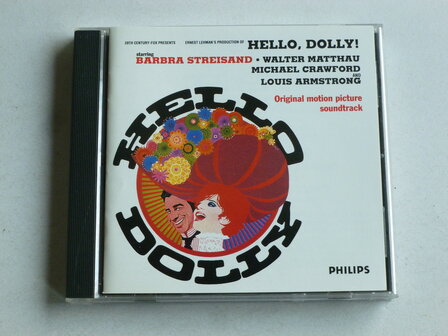 20TH CENTURY-FOX PRESENTS ERNEST LEHMAN'S PRODUCTION OF HELLO, DOLLY!
starring
BARBRA STREISAND • WALTER MATTHAU
MICHAEL CRAWFORD
AND
LOUIS ARMSTRONG
Original motion picture
soundtrack
HELLO
DOLLY
PHILIPS